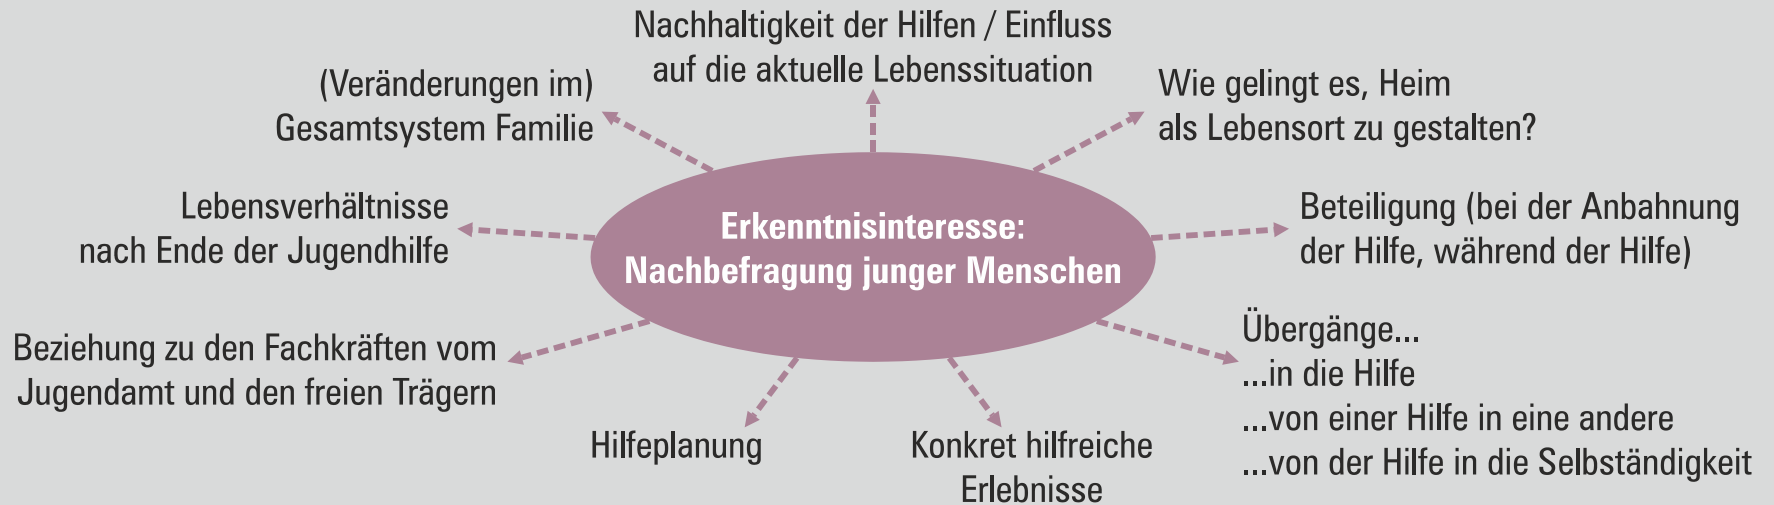 Nachhaltigkeit der Hilfen / Einfluss
auf die aktuelle Lebenssituation
(Veränderungen im)
Gesamtsystem Familie
Wie gelingt es, Heim
als Lebensort zu gestalten?
Lebensverhältnisse
nach Ende der Jugendhilfe
Erkenntnisinteresse:
Nachbefragung junger Menschen
Beteiligung (bei der Anbahnung
der Hilfe, während der Hilfe)
Beziehung zu den Fachkräften vom
Jugendamt und den freien Trägern
Übergänge...
...in die Hilfe
...von einer Hilfe in eine andere
...von der Hilfe in die Selbständigkeit
Hilfeplanung
Konkret hilfreiche
Erlebnisse